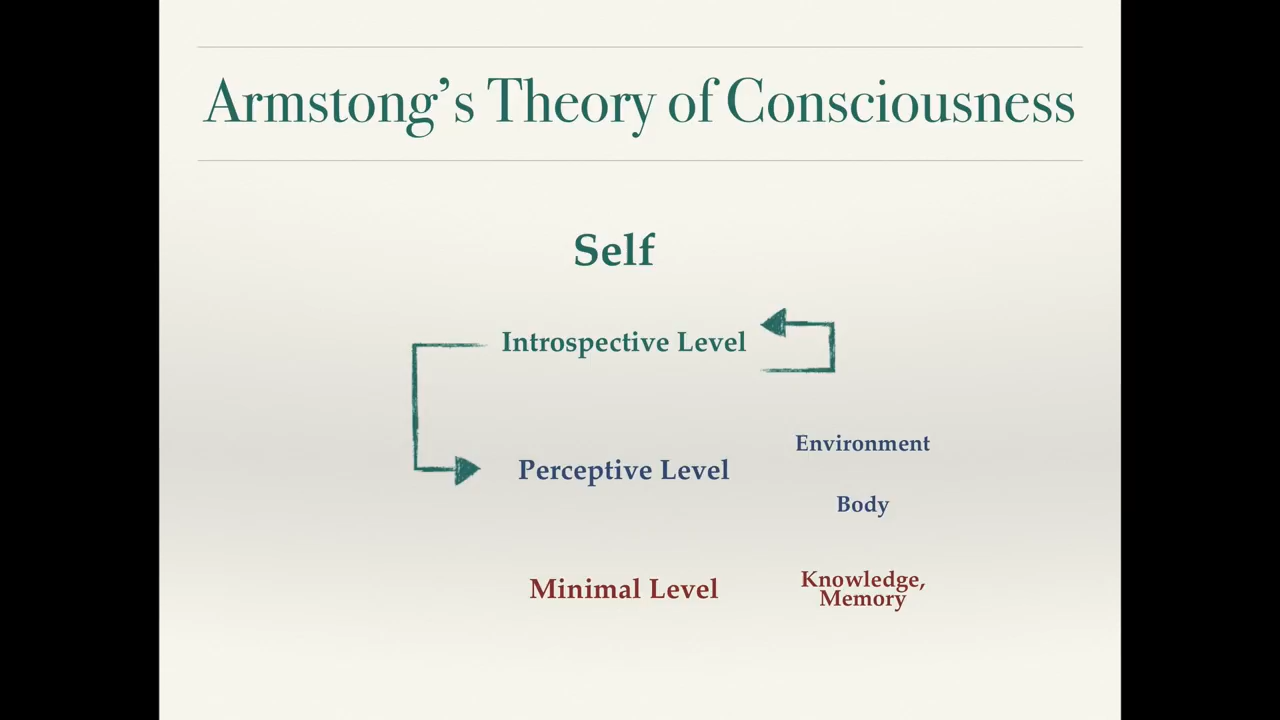 Armstong’s Theory of Consciousness
Self
Introspective Level
Environment
Perceptive Level
Body
Minimal Level
Knowledge,
Memory